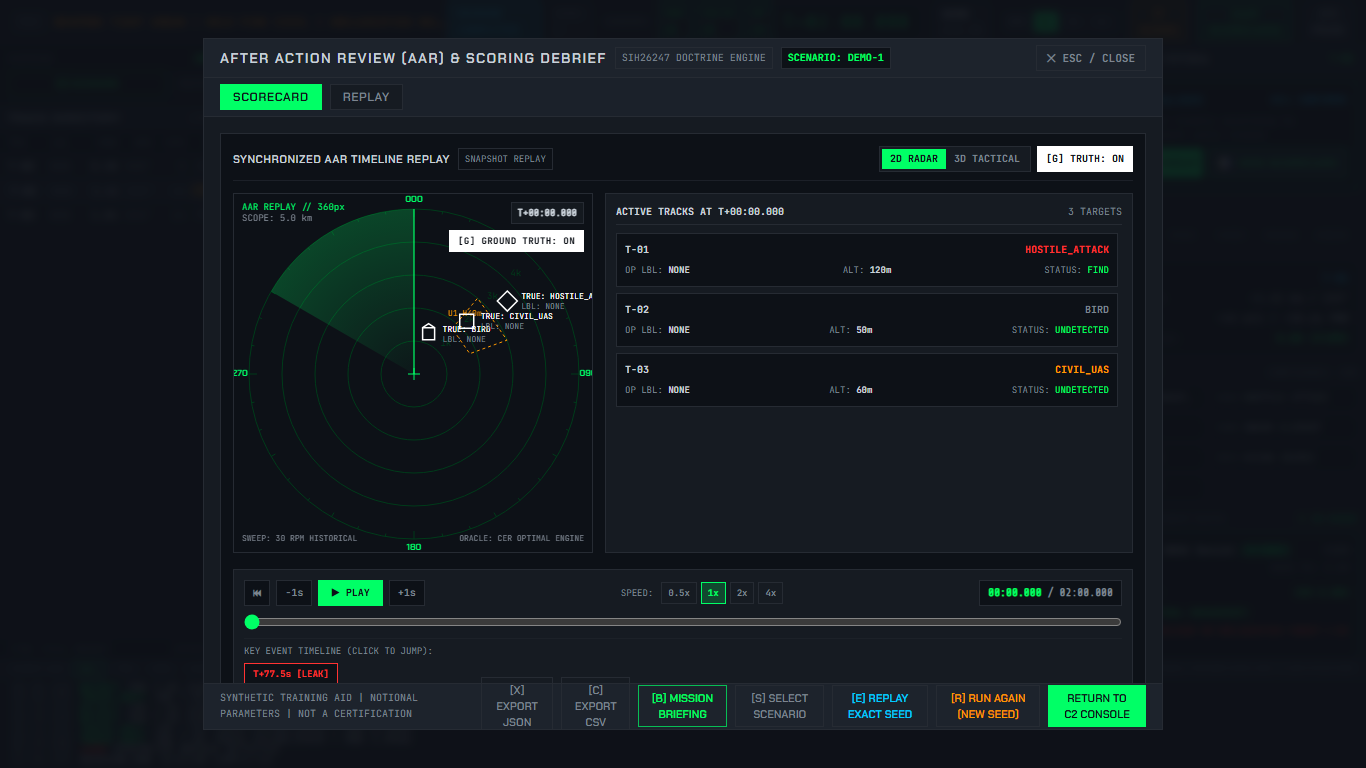 AFTER ACTION REVIEW (AAR) & SCORING DEBRIEF
SIH26247 DOCTRINE ENGINE
SCENARIO: DEMO-1
ESC / CLOSE
SCORECARD
REPLAY
SYNCHRONIZED AAR TIMELINE REPLAY
SNAPSHOT REPLAY
2D RADAR
3D TACTICAL
[G] TRUTH: ON
AAR REPLAY // 360px
SCOPE: 5.0 km
000
T+00:00.000
[G] GROUND TRUTH: ON
TRUE: HOSTILE_A
LBL: NONE
TRUE: CIVIL_UAS
LBL: NONE
TRUE: BIRD
LBL: NONE
270
090
180
SWEEP: 30 RPM HISTORICAL
ORACLE: CER OPTIMAL ENGINE
ACTIVE TRACKS AT T+00:00.000
3 TARGETS
T-01
HOSTILE_ATTACK
OP LBL: NONE
ALT: 120m
STATUS: FIND
T-02
BIRD
OP LBL: NONE
ALT: 50m
STATUS: UNDETECTED
T-03
CIVIL_UAS
OP LBL: NONE
ALT: 60m
STATUS: UNDETECTED
-1s
PLAY
+1s
SPEED:
0.5x
1x
2x
4x
00:00.000 / 02:00.000
KEY EVENT TIMELINE (CLICK TO JUMP):
T+77.5s [LEAK]
SYNTHETIC TRAINING AID | NOTIONAL
PARAMETERS | NOT A CERTIFICATION
[X]
EXPORT
JSON
[C]
EXPORT
CSV
[B] MISSION
BRIEFING
[S] SELECT
SCENARIO
[E] REPLAY
EXACT SEED
[R] RUN AGAIN
(NEW SEED)
RETURN TO
C2 CONSOLE